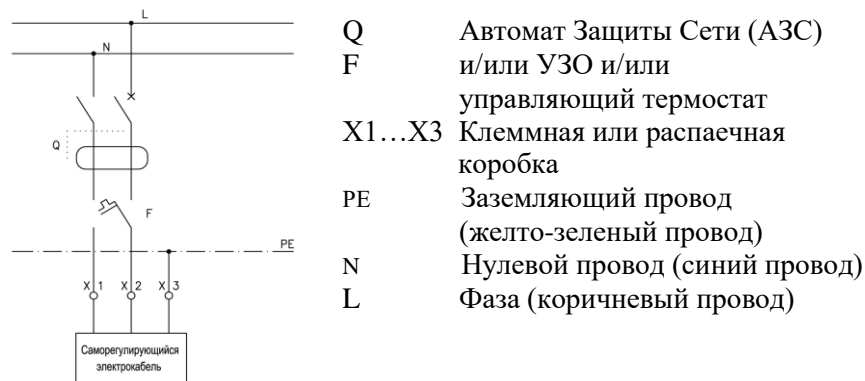 L
N
Q
F
PE
X 1 X 2 X 3
Саморегулирующийся
электрокабель
Q Автомат Защиты Сети (АЗС)
F и/или УЗО и/или
управляющий термостат
X1...X3 Клеммная или распаечная
коробка
PE Заземляющий провод
(желто-зеленый провод)
N Нулевой провод (синий провод)
L Фаза (коричневый провод)